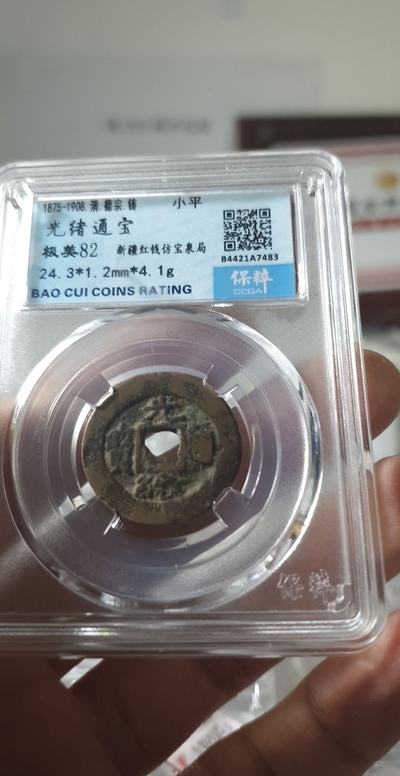 1875-1908.清.德宗.铸 小平
光绪通宝
极美82 新疆红钱仿宝泉局 B4421A7483
24.3*1.2mm*4.1g 保粹
BAO CUI COINS RATING CCGA
保粹